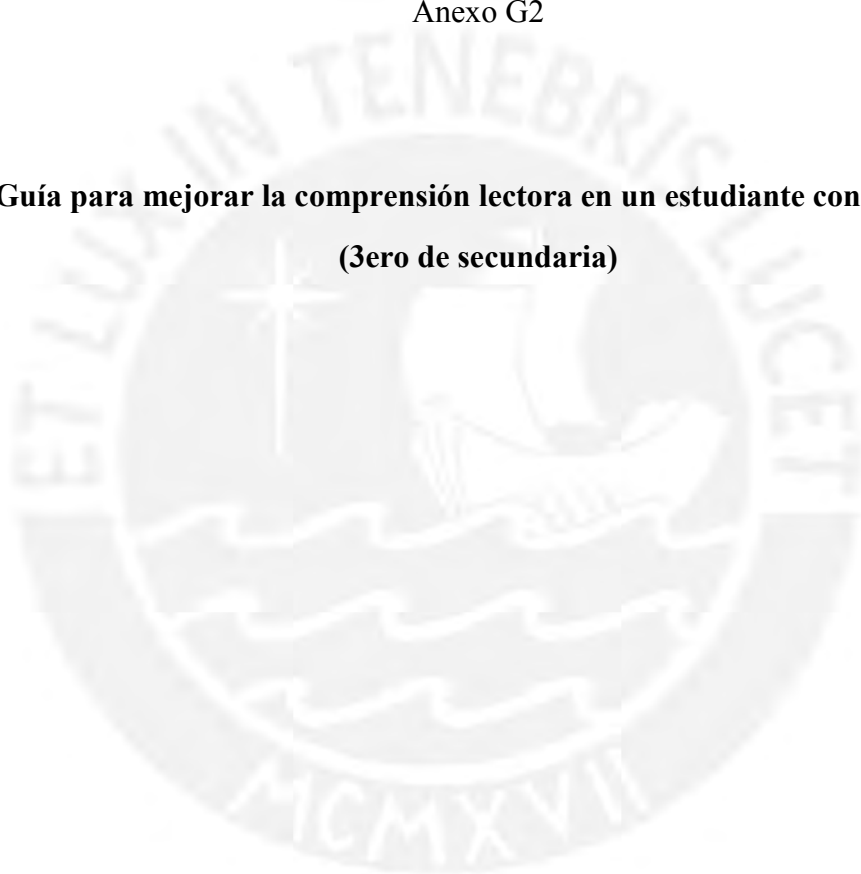 Anexo G2
Guía para mejorar la comprensión lectora en un estudiante con
(3ero de secundaria)
ET LUX IN TENEBRIS LUCET
MCMXVII